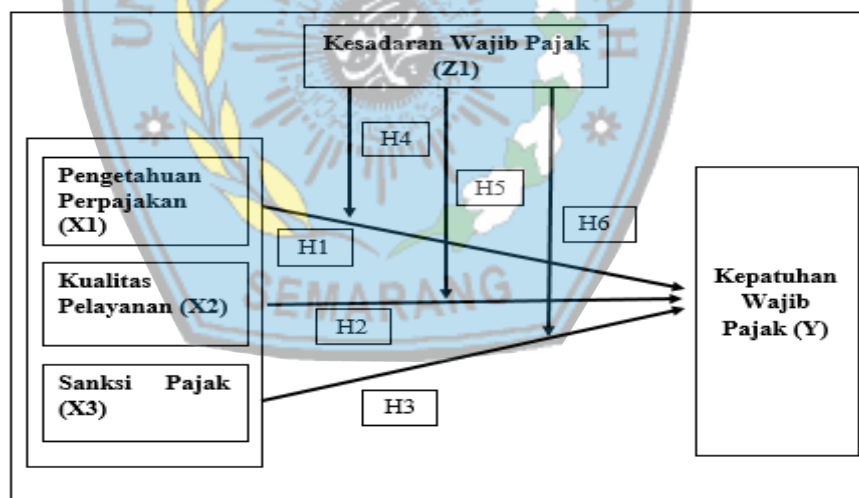 Kesadaran Wajib Pajak
(Z1)
H4
Pengetahuan
Perpajakan
(X1)
H5
H1
H6
Kualitas
Pelayanan (X2)
SEMARANG
H2
Kepatuhan
Wajib
Pajak (Y)
Sanksi Pajak
(X3)
H3